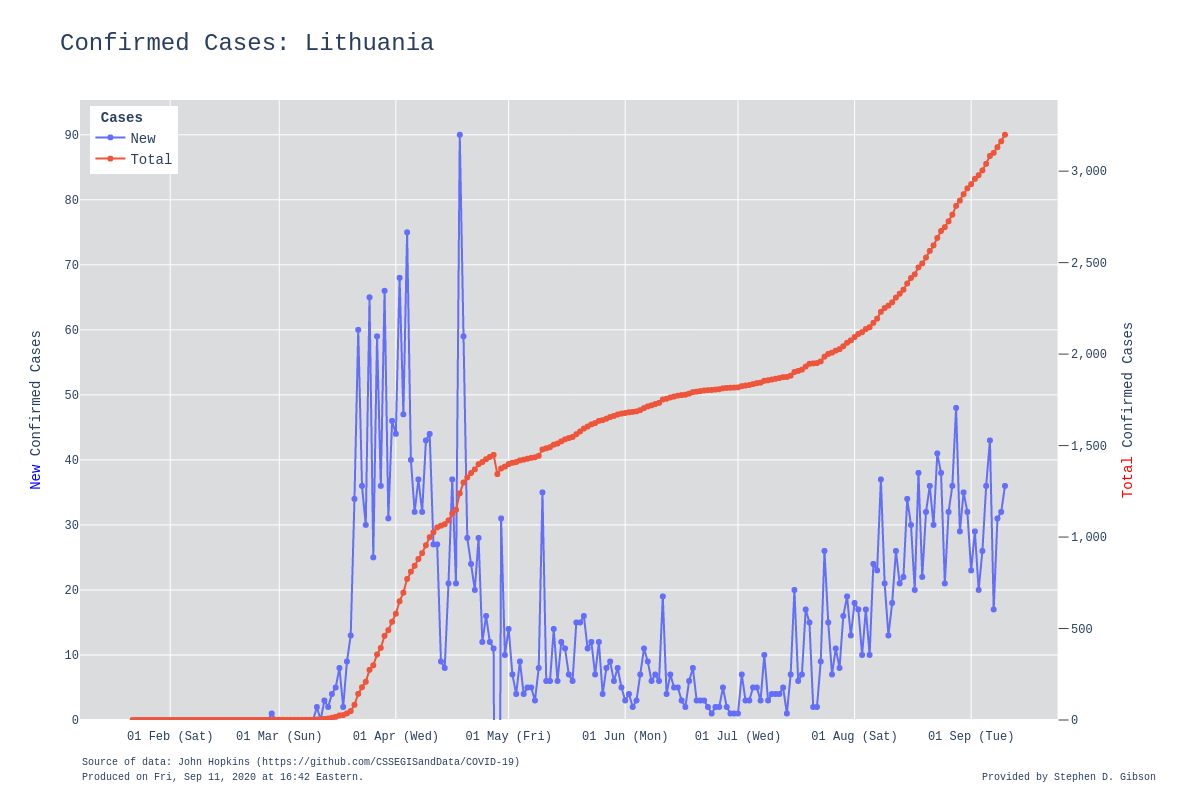 Confirmed Cases: Lithuania
Cases
New
Total
90
80
70
60
50
40
30
20
10
0
3,000
2,500
2,000
1,500
1,000
500
0
New Confirmed Cases
Total Confirmed Cases
01 Feb (Sat) 01 Mar (Sun) 01 Apr (Wed) 01 May (Fri) 01 Jun (Mon) 01 Jul (Wed) 01 Aug (Sat) 01 Sep (Tue)
Source of data: John Hopkins (https://github.com/CSSEGISandData/COVID-19)
Produced on Fri, Sep 11, 2020 at 16:42 Eastern.
Provided by Stephen D. Gibson